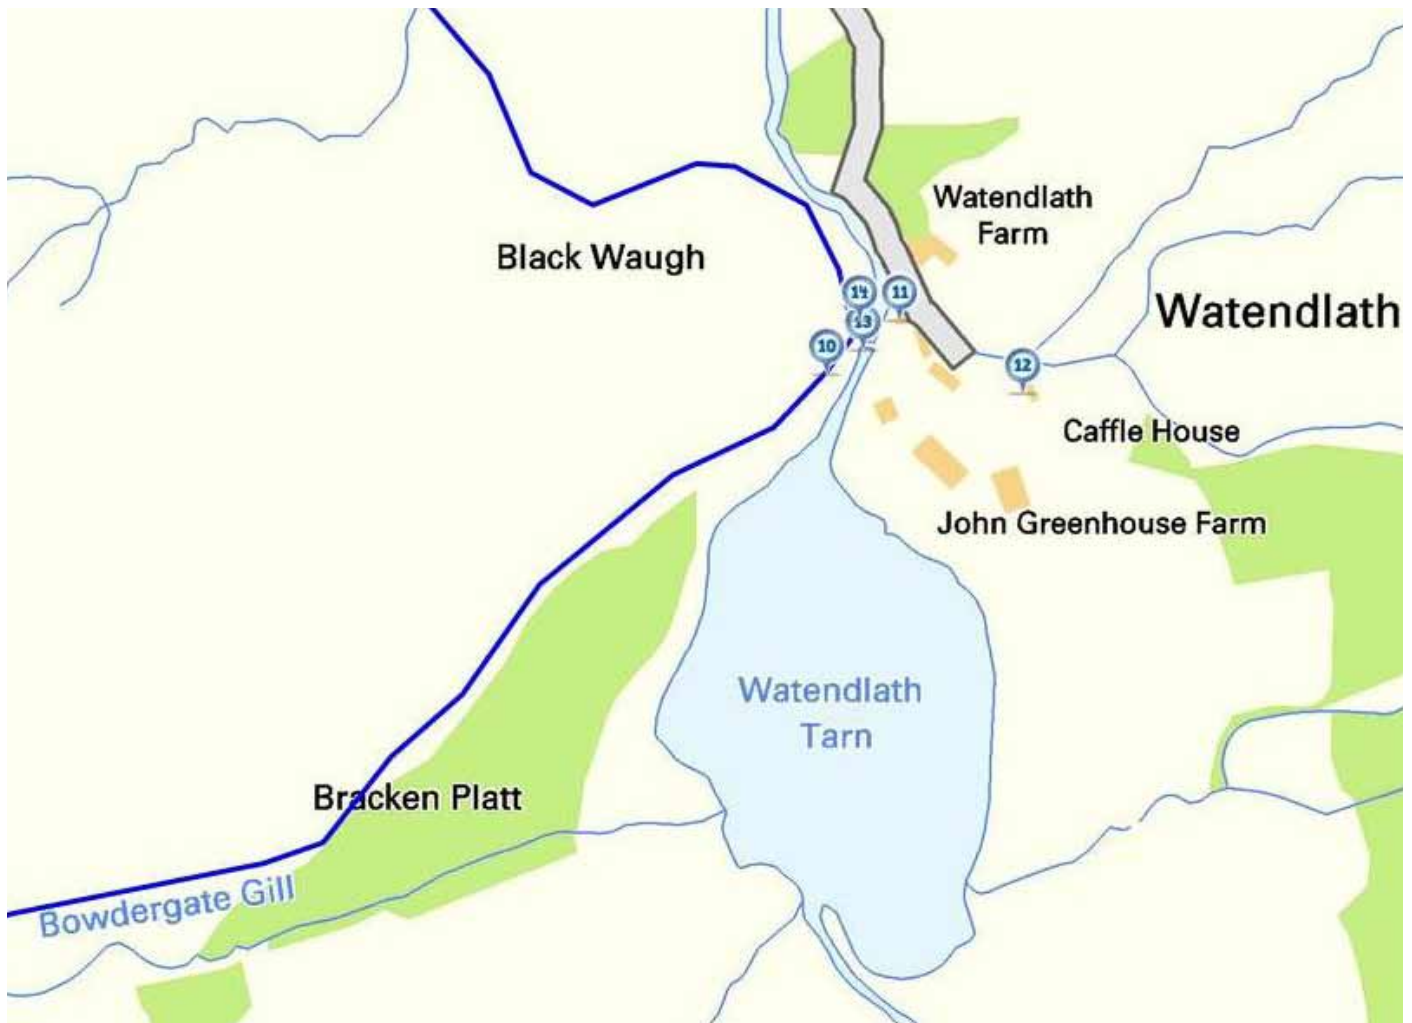 Watendlath
Farm
Black Waugh
14
11
Watendlath
13
10
12
Caffle House
John Greenhouse Farm
Watendlath
Tarn
Bracken Platt
Bowdergate Gill